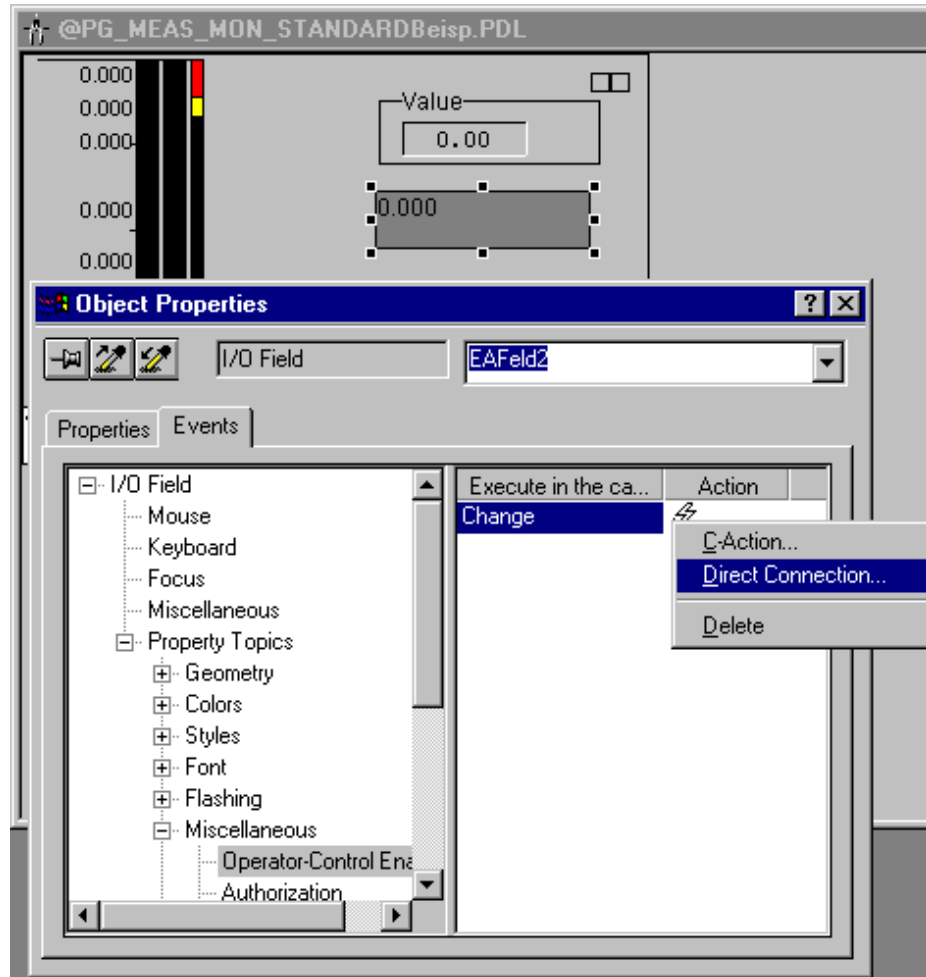 @PG_MEAS_MON_STANDARDBeisp.PDL
0.000
0.000
0.000
0.000
0.000
Value
0.00
0.000
Object Properties
I/O Field
EAFeld2
Properties
Events
I/O Field
Mouse
Keyboard
Focus
Miscellaneous
Property Topics
Geometry
Colors
Styles
Font
Flashing
Miscellaneous
Operator-Control Ena
Authorization
Execute in the ca...
Action
Change
C-Action...
Direct Connection...
Delete